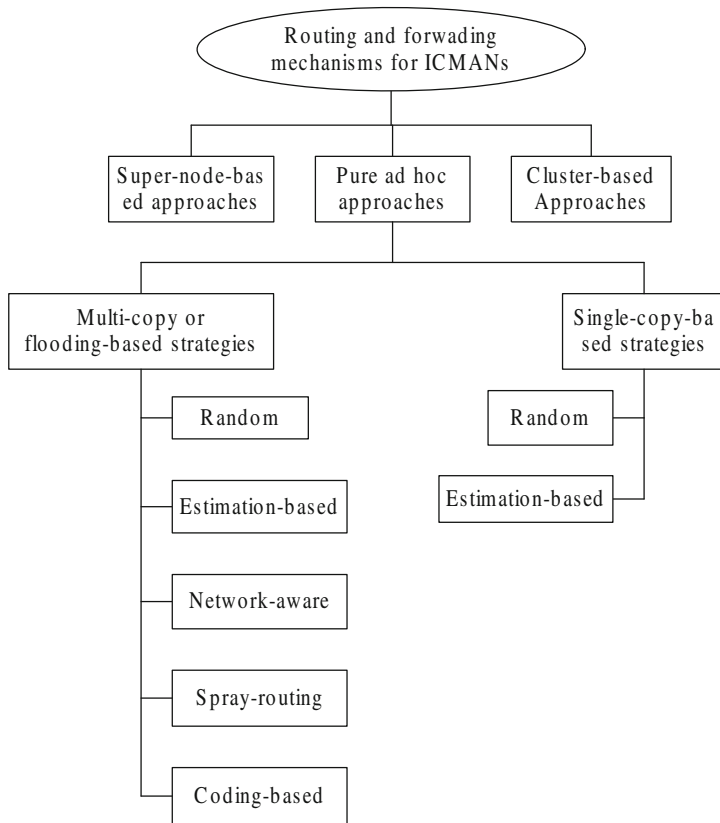 Routing and forwading
mechanisms for ICMANs
Super-node-bas
ed approaches
Pure ad hoc
approaches
Cluster-based
Approaches
Multi-copy or
flooding-based strategies
Single-copy-ba
sed strategies
Random
Estimation-based
Network-aware
Spray-routing
Coding-based
Random
Estimation-based